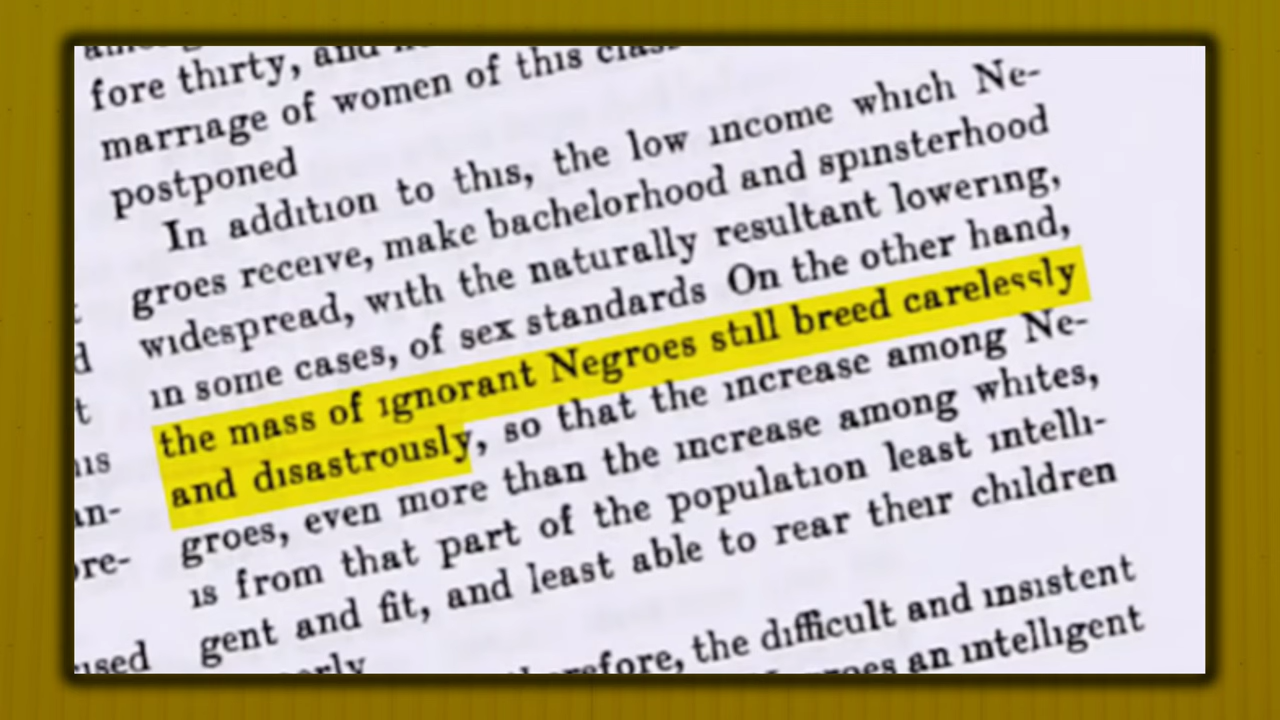 fore thirty, and
marriage of women of this class
postponed
In addition to this, the low income which Ne-
groes receive, make bachelorhood and spinsterhood
widespread, with the naturally resultant lowering,
in some cases, of sex standards On the other hand,
the mass of ignorant Negroes still breed carelessly
and disastrously, so that the increase among Ne-
groes, even more than the increase among whites,
is from that part of the population least intelli-
gent and fit, and least able to rear their children
therefore, the difficult and insistent
an intelligent